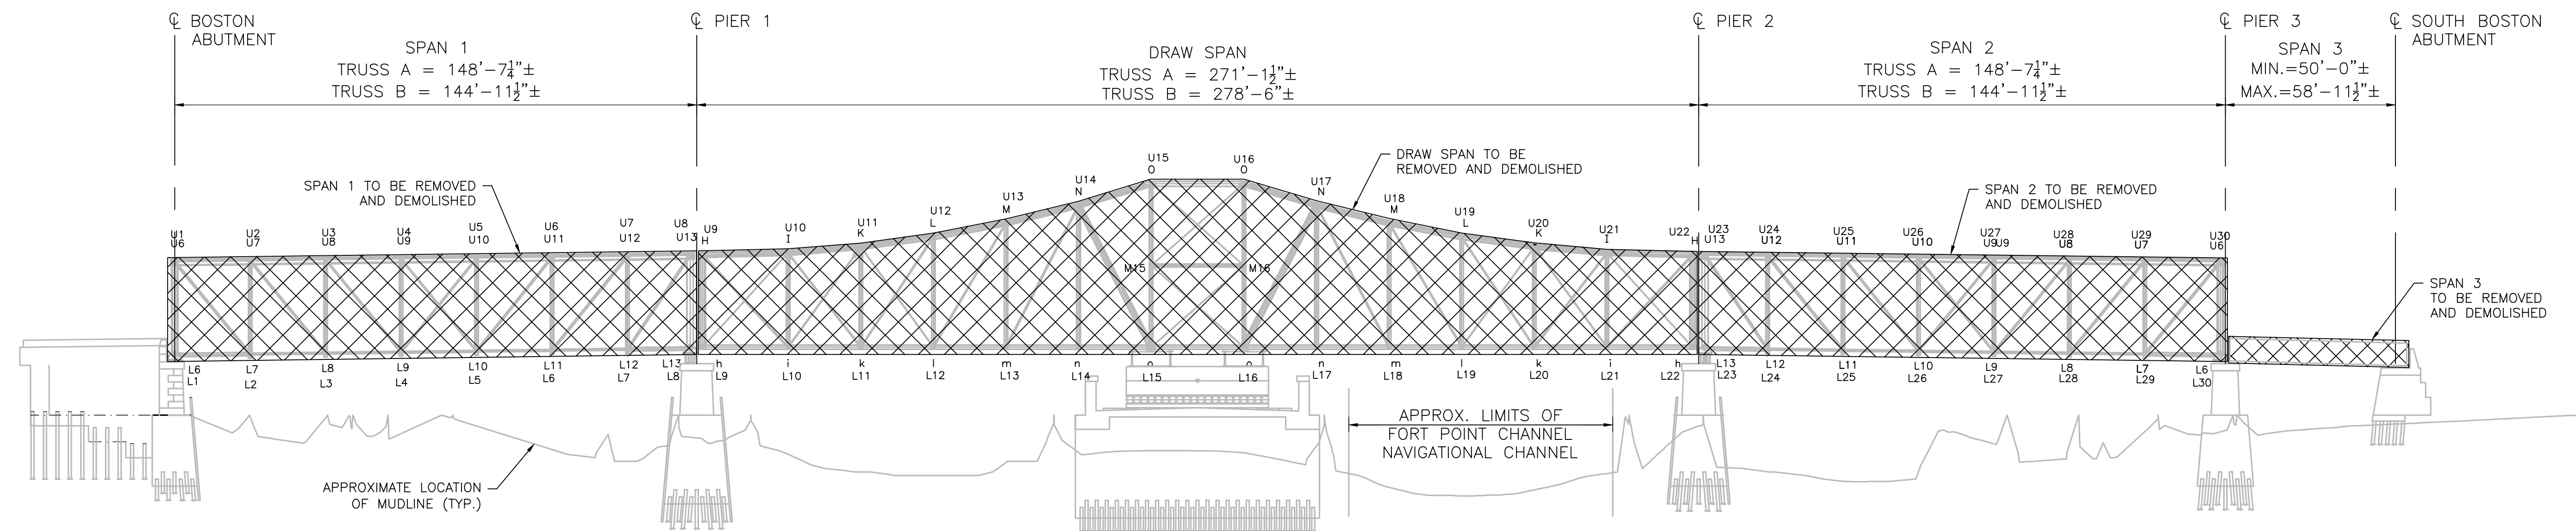 ℄ BOSTON
ABUTMENT
℄ PIER 1
℄ PIER 2
℄ PIER 3
℄ SOUTH BOSTON
ABUTMENT
SPAN 1
TRUSS A = 148'-7¼"±
TRUSS B = 144'-11½"±
DRAW SPAN
TRUSS A = 271'-1½"±
TRUSS B = 278'-6"±
SPAN 2
TRUSS A = 148'-7¼"±
TRUSS B = 144'-11½"±
SPAN 3
MIN.=50'-0"±
MAX.=58'-11½"±
SPAN 1 TO BE REMOVED
AND DEMOLISHED
DRAW SPAN TO BE
REMOVED AND DEMOLISHED
SPAN 2 TO BE REMOVED
AND DEMOLISHED
SPAN 3
TO BE REMOVED
AND DEMOLISHED
U1 U2 U3 U4 U5 U6 U7 U8 U9 U10 U11 U12 U13 U14 U15 U16 U17 U18 U19 U20 U21 U22 U23 U24 U25 U26 U27 U28 U29 U30
U6 U7 U8 U9 U10 U11 U12 U13 H I K L M N O O N M L K I H U13 U12 U11 U10 U9 U9 U8 U7 U6
M15 M16
L6 L7 L8 L9 L10 L11 L12 L13 h i k l m n o o n m l k i h L13 L12 L11 L10 L9 L8 L7 L6
L1 L2 L3 L4 L5 L6 L7 L8 L9 L10 L11 L12 L13 L14 L15 L16 L17 L18 L19 L20 L21 L22 L23 L24 L25 L26 L27 L28 L29 L30
APPROX. LIMITS OF
FORT POINT CHANNEL
NAVIGATIONAL CHANNEL
APPROXIMATE LOCATION
OF MUDLINE (TYP.)